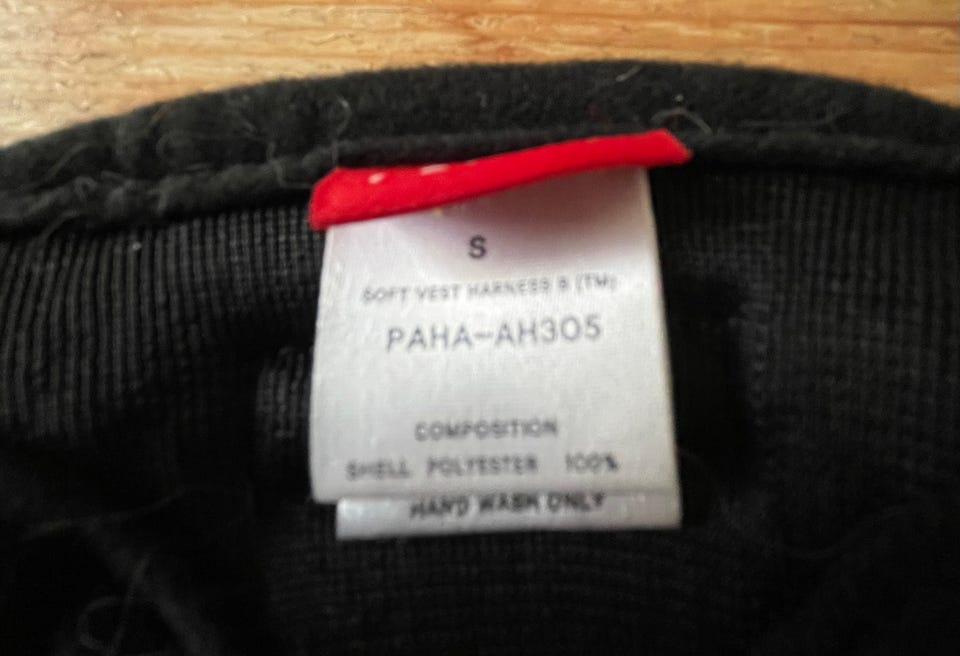 S
SOFT VEST HARNESS B (TM)
PAHA-AH305
COMPOSITION
SHELL POLYESTER 100%
HAND WASH ONLY